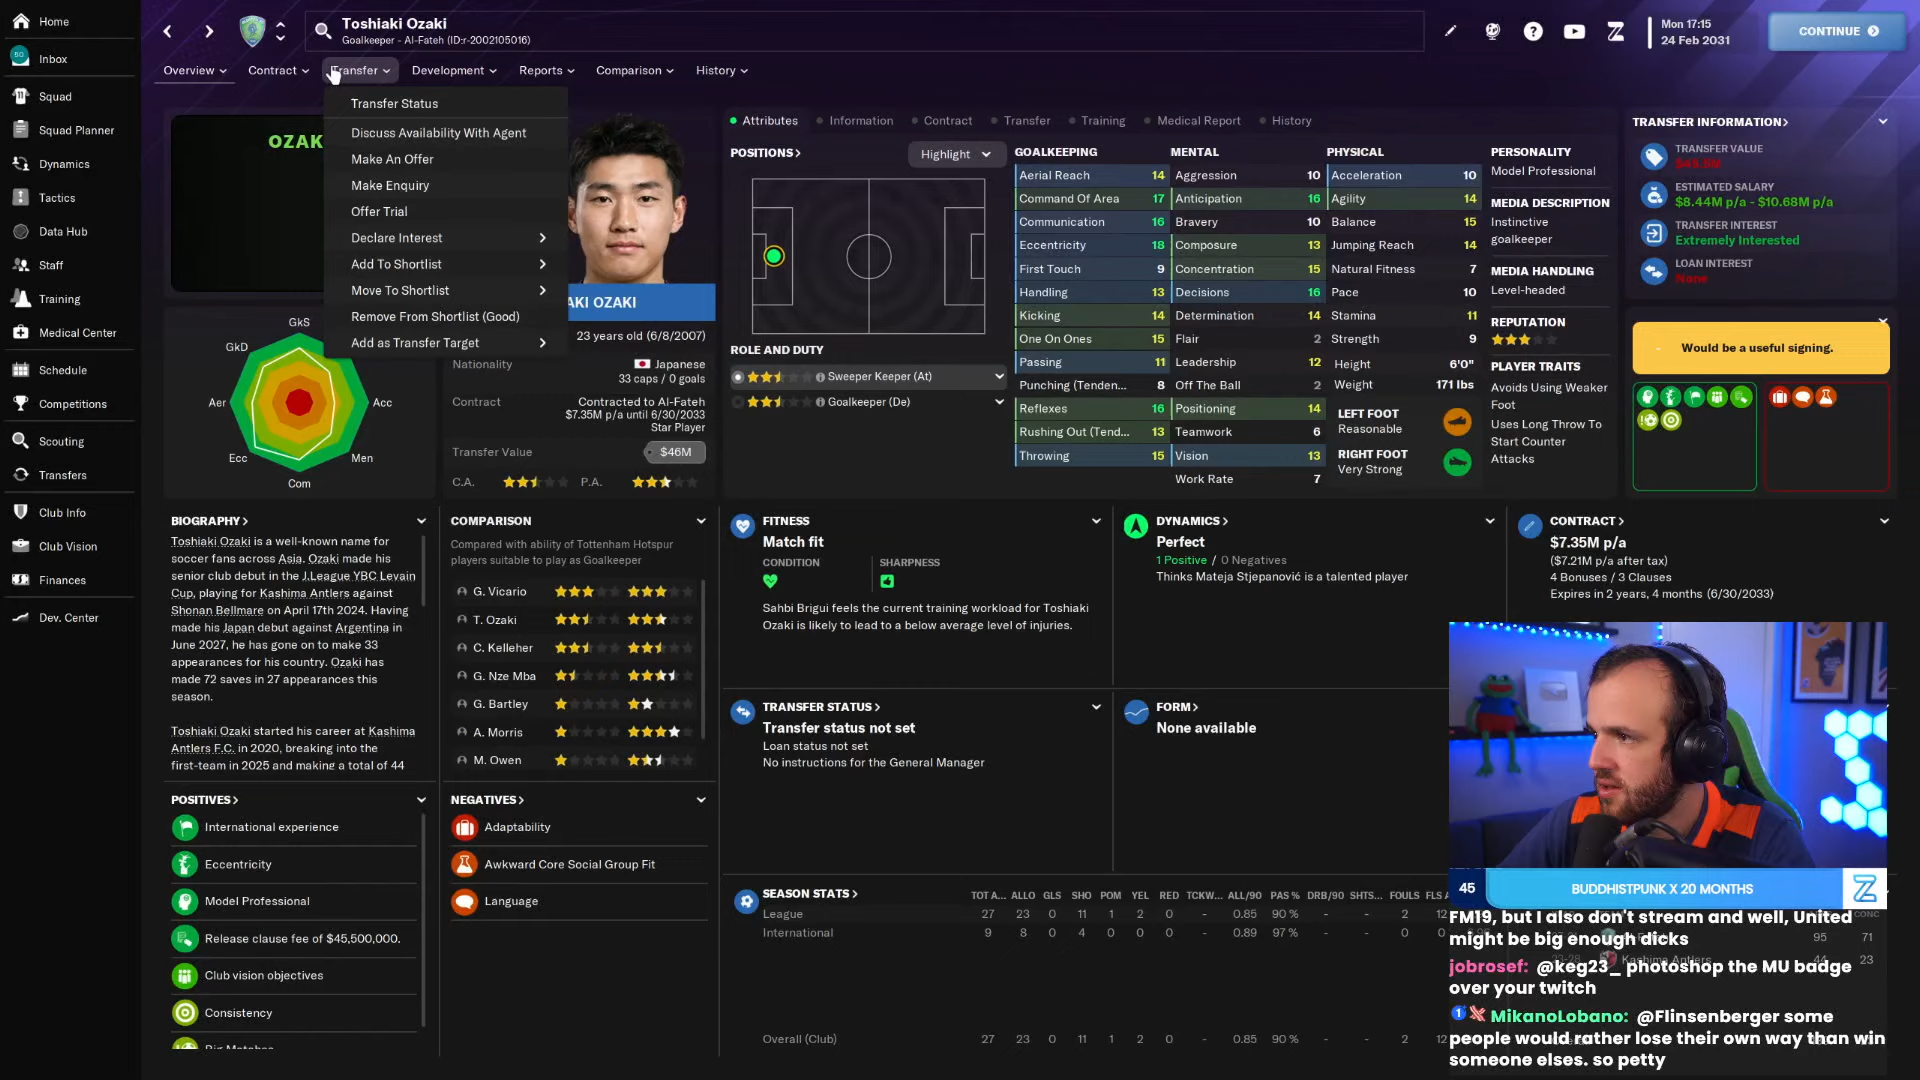 Home
Inbox
50
Squad
Squad Planner
Dynamics
Tactics
Data Hub
Staff
Training
Medical Center
Schedule
Competitions
Scouting
Transfers
Club Info
Club Vision
Finances
Dev. Center
Toshiaki Ozaki
Goalkeeper - Al-Fateh (ID:r-2002105016)
Mon 17:15
24 Feb 2031
CONTINUE
Overview
Contract
Transfer
Development
Reports
Comparison
History
Transfer Status
Discuss Availability With Agent
Make An Offer
Make Enquiry
Offer Trial
Declare Interest
Add To Shortlist
Move To Shortlist
Remove From Shortlist (Good)
Add as Transfer Target
OZAK
AKI OZAKI
GkS
GkD
Aer
Acc
Ecc
Men
Com
23 years old (6/8/2007)
Nationality
Japanese
33 caps / 0 goals
Contract
Contracted to Al-Fateh
$7.35M p/a until 6/30/2033
Star Player
Transfer Value
$46M
C.A.
P.A.
Attributes
Information
Contract
Transfer
Training
Medical Report
History
POSITIONS>
Highlight
ROLE AND DUTY
Sweeper Keeper (At)
Goalkeeper (De)
GOALKEEPING
Aerial Reach 14
Command Of Area 17
Communication 16
Eccentricity 18
First Touch 9
Handling 13
Kicking 14
One On Ones 15
Passing 11
Punching (Tenden... 8
Reflexes 16
Rushing Out (Tend... 13
Throwing 15
MENTAL
Aggression 10
Anticipation 16
Bravery 10
Composure 13
Concentration 15
Decisions 16
Determination 14
Flair 2
Leadership 12
Off The Ball 2
Positioning 14
Teamwork 6
Vision 13
Work Rate 7
PHYSICAL
Acceleration 10
Agility 14
Balance 15
Jumping Reach 14
Natural Fitness 7
Pace 10
Stamina 11
Strength 9
Height 6'0"
Weight 171 lbs
LEFT FOOT
Reasonable
RIGHT FOOT
Very Strong
PERSONALITY
Model Professional
MEDIA DESCRIPTION
Instinctive
goalkeeper
MEDIA HANDLING
Level-headed
REPUTATION
PLAYER TRAITS
Avoids Using Weaker
Foot
Uses Long Throw To
Start Counter
Attacks
TRANSFER INFORMATION>
TRANSFER VALUE
$45.5M
ESTIMATED SALARY
$8.44M p/a - $10.68M p/a
TRANSFER INTEREST
Extremely Interested
LOAN INTEREST
None
- Would be a useful signing.
BIOGRAPHY>
Toshiaki Ozaki is a well-known name for
soccer fans across Asia. Ozaki made his
senior club debut in the J.League YBC Levain
Cup, playing for Kashima Antlers against
Shonan Bellmare on April 17th 2024. Having
made his Japan debut against Argentina in
June 2027, he has gone on to make 33
appearances for his country. Ozaki has
made 72 saves in 27 appearances this
season.
Toshiaki Ozaki started his career at Kashima
Antlers F.C. in 2020, breaking into the
first-team in 2025 and making a total of 44
COMPARISON
Compared with ability of Tottenham Hotspur
players suitable to play as Goalkeeper
G. Vicario
T. Ozaki
C. Kelleher
G. Nze Mba
G. Bartley
A. Morris
M. Owen
FITNESS
Match fit
CONDITION
SHARPNESS
Sahbi Brigui feels the current training workload for Toshiaki
Ozaki is likely to lead to a below average level of injuries.
DYNAMICS>
Perfect
1 Positive / 0 Negatives
Thinks Mateja Stjepanović is a talented player
CONTRACT>
$7.35M p/a
($7.21M p/a after tax)
4 Bonuses / 3 Clauses
Expires in 2 years, 4 months (6/30/2033)
TRANSFER STATUS>
Transfer status not set
Loan status not set
No instructions for the General Manager
FORM>
None available
POSITIVES>
International experience
Eccentricity
Model Professional
Release clause fee of $45,500,000.
Club vision objectives
Consistency
Big Matches
NEGATIVES>
Adaptability
Awkward Core Social Group Fit
Language
SEASON STATS> TOT A... ALLO GLS SHO POM YEL RED TCKW... ALL/90 PAS % DRB/90 SHTS... FOULS FLS A
League 27 23 0 11 1 2 0 - 0.85 90 % - - 2 12
International 9 8 0 4 0 0 0 - 0.89 97 % - - 0 0
Overall (Club) 27 23 0 11 1 2 0 - 0.85 90 % - - 2 12
45
BUDDHISTPUNK X 20 MONTHS
CONC
95 71
Kashima Antlers 44 23
FM19, but I also don't stream and well, United
might be big enough dicks
jobrosef: @keg23_ photoshop the MU badge
over your twitch
MikanoLobano: @Flinsenberger some
people would rather lose their own way than win
someone elses. so petty